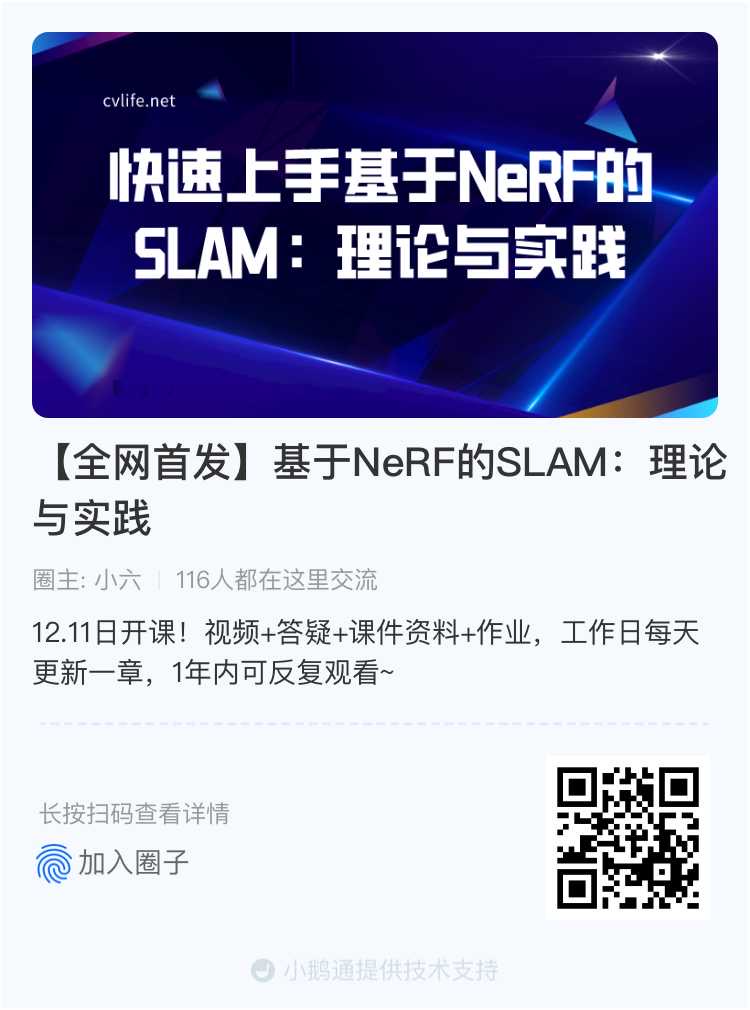 cvlife.net
快速上手基于NeRF的
SLAM：理论与实践
【全网首发】基于NeRF的SLAM：理论
与实践
圈主: 小六 | 116人都在这里交流
12.11日开课！视频+答疑+课件资料+作业，工作日每天
更新一章，1年内可反复观看~
长按扫码查看详情
加入圈子
小鹅通提供技术支持